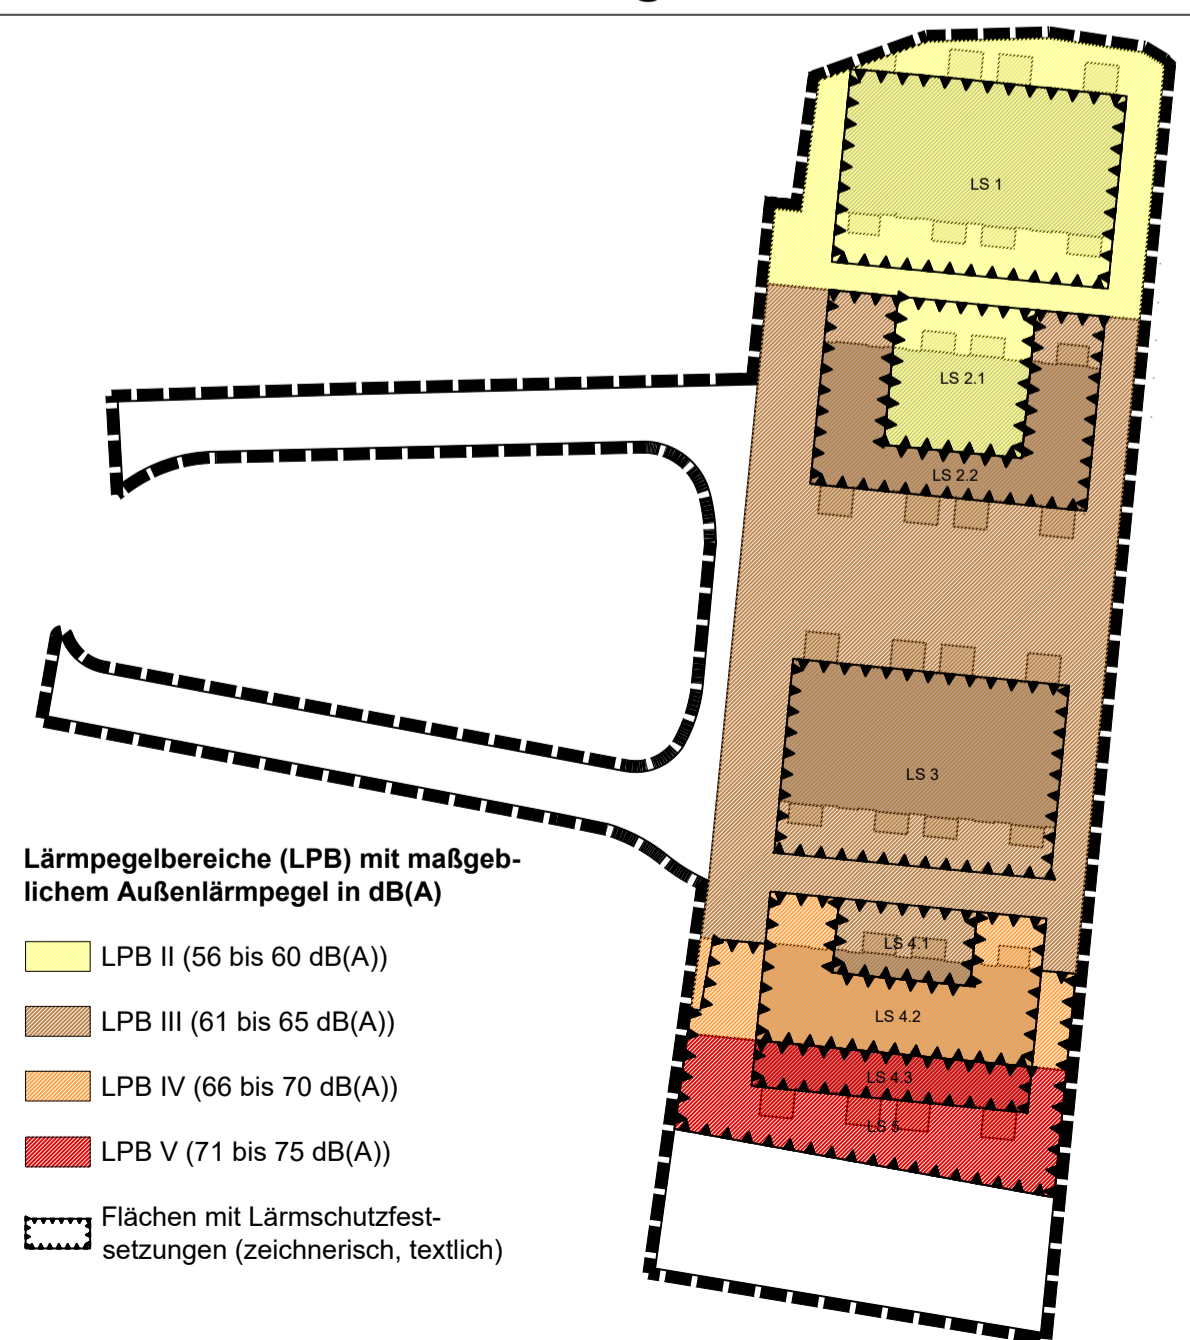 LS 1
LS 2.1
LS 2.2
LS 3
LS 4.1
LS 4.2
LS 4.3
LS 5
Lärmpegelbereiche (LPB) mit maßgeb-
lichem Außenlärmpegel in dB(A)
LPB II (56 bis 60 dB(A))
LPB III (61 bis 65 dB(A))
LPB IV (66 bis 70 dB(A))
LPB V (71 bis 75 dB(A))
Flächen mit Lärmschutzfest-
setzungen (zeichnerisch, textlich)